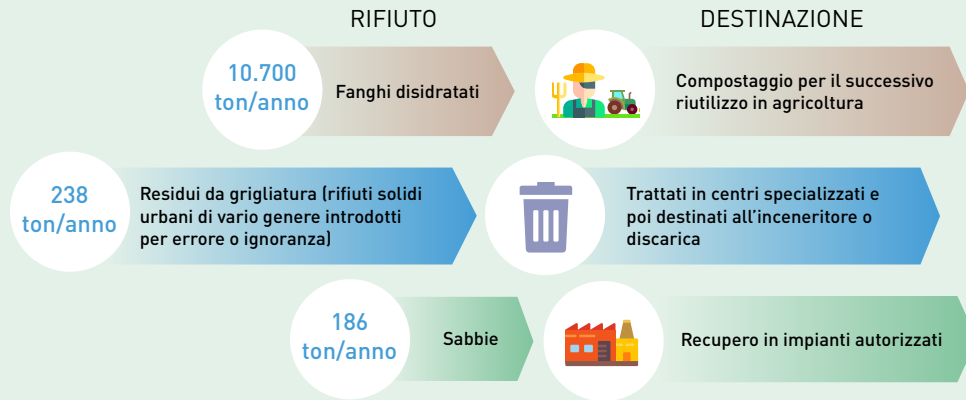 RIFIUTO
DESTINAZIONE
10.700
ton/anno
Fanghi disidratati
Compostaggio per il successivo
riutilizzo in agricoltura
238
ton/anno
Residui da grigliatura (rifiuti solidi
urbani di vario genere introdotti
per errore o ignoranza)
Trattati in centri specializzati e
poi destinati all’inceneritore o
discarica
186
ton/anno
Sabbie
Recupero in impianti autorizzati